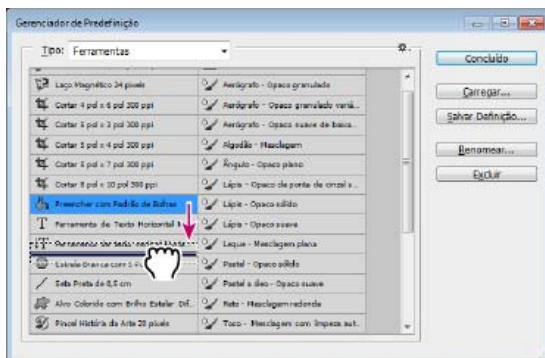 Gerenciador de Predefinição
Tipo: Ferramentas
Concluído
Carregar...
Salvar Definição...
Renomear...
Excluir
Laço Magnético 24 pixels
Cortar 4 pol x 6 pol 300 ppi
Cortar 5 pol x 3 pol 300 ppi
Cortar 5 pol x 4 pol 300 ppi
Cortar 5 pol x 7 pol 300 ppi
Cortar 8 pol x 10 pol 300 ppi
Preencher com Padrão de Bolhas
Ferramenta de Texto Horizontal
Estrela Branca com 5
Seta Preta de 0,5 cm
Alvo Colorido com Brilho Estelar Dif.
Pincel História da Arte 20 pixels
Aerógrafo - Opaco granulado
Aerógrafo - Opaco granulado variá...
Aerógrafo - Opaco suave de baixa...
Algodão - Mesclagem
Ângulo - Opaco plano
Lápis - Opaco de ponta de cinzel s...
Lápis - Opaco sólido
Lápis - Opaco suave
Leque - Mesclagem plana
Pastel - Opaco sólido
Pastel a óleo - Opaco suave
Reto - Mesclagem redonda
Toco - Mesclagem com limpeza aut.